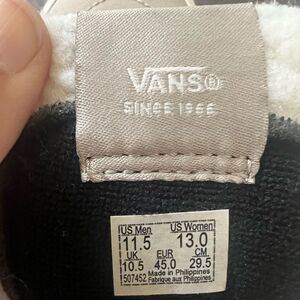 VANS®
SINCE 1966
US Men US Women
11.5 13.0
UK EUR CM
10.5 45.0 29.5
507452 Made in Philippines
Fabrique aux Philippines